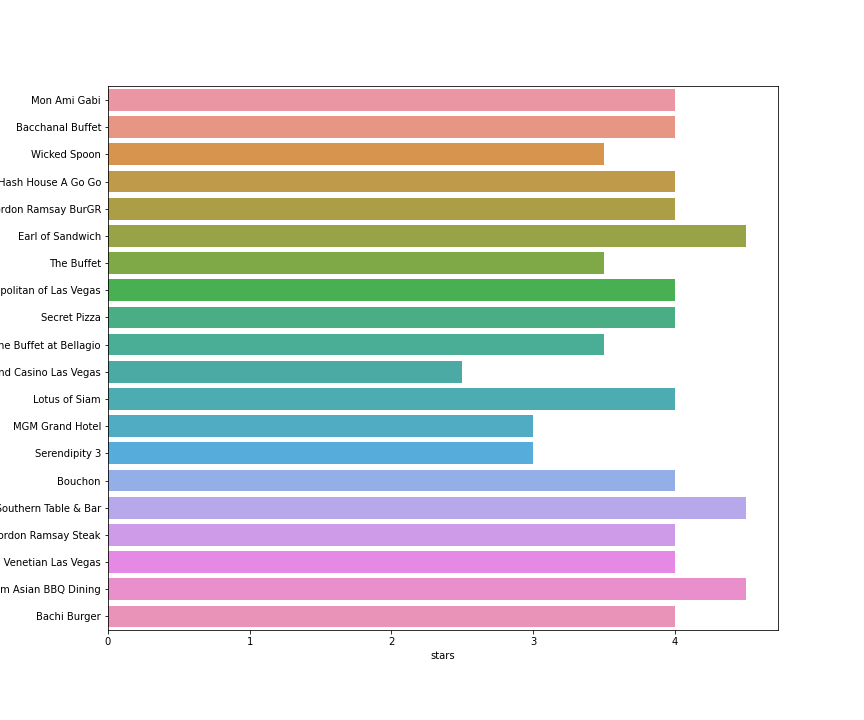 Mon Ami Gabi
Bacchanal Buffet
Wicked Spoon
Hash House A Go Go
rdon Ramsay BurGR
Earl of Sandwich
The Buffet
politan of Las Vegas
Secret Pizza
he Buffet at Bellagio
nd Casino Las Vegas
Lotus of Siam
MGM Grand Hotel
Serendipity 3
Bouchon
Southern Table & Bar
ordon Ramsay Steak
Venetian Las Vegas
m Asian BBQ Dining
Bachi Burger
0 1 2 3 4
stars